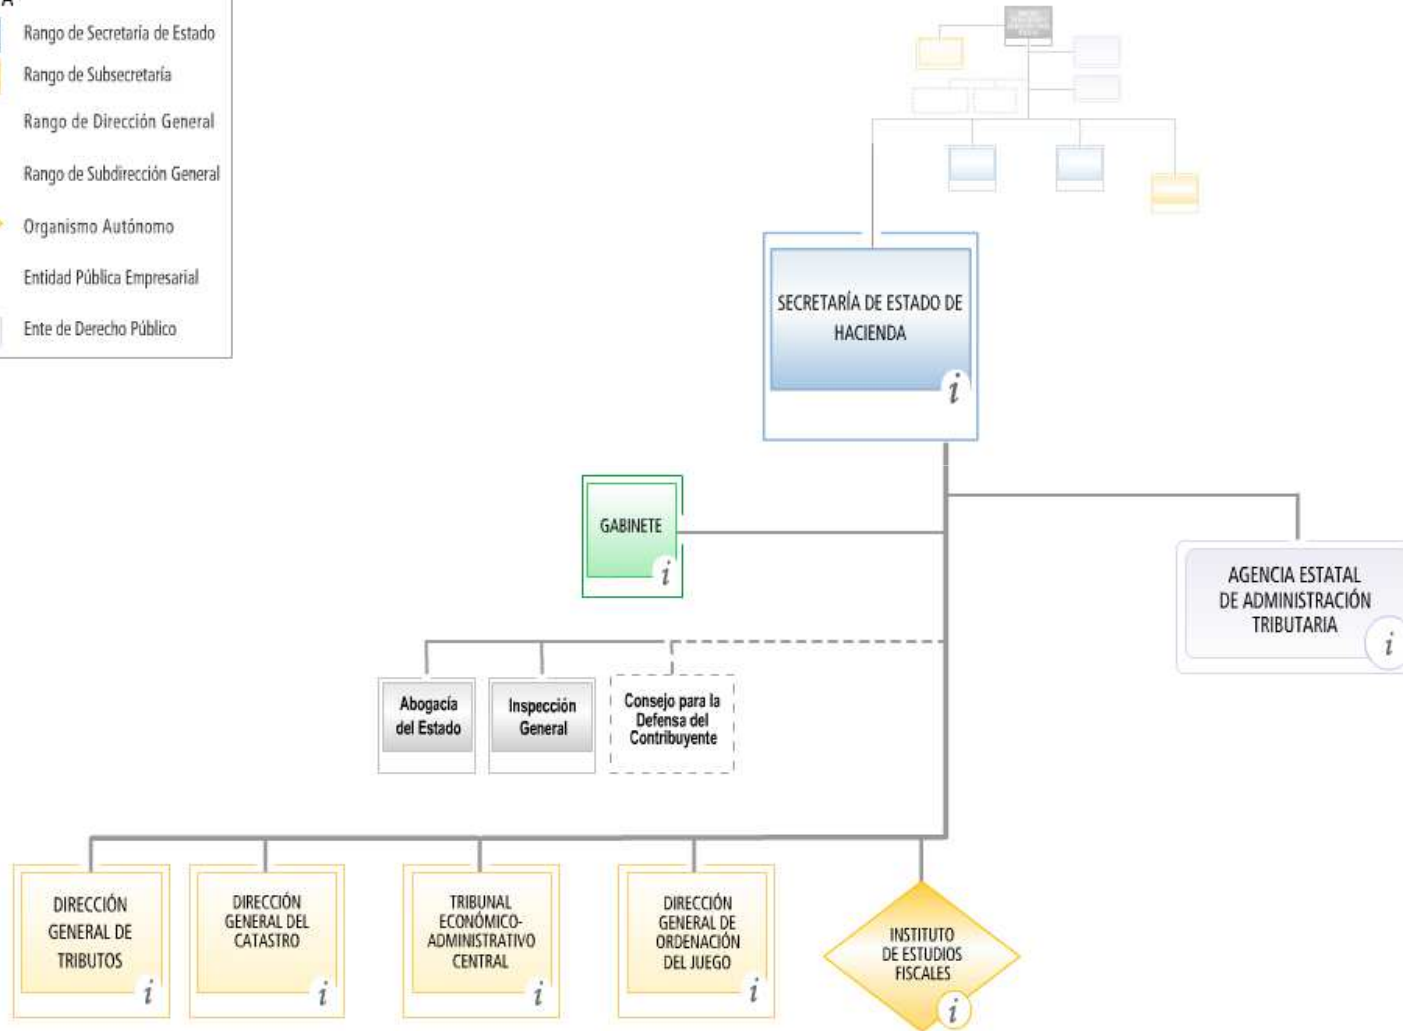 A
Rango de Secretaría de Estado
Rango de Subsecretaría
Rango de Dirección General
Rango de Subdirección General
Organismo Autónomo
Entidad Pública Empresarial
Ente de Derecho Público
SECRETARÍA DE ESTADO DE
HACIENDA
i
GABINETE
i
AGENCIA ESTATAL
DE ADMINISTRACIÓN
TRIBUTARIA
i
Abogacía
del Estado
Inspección
General
Consejo para la
Defensa del
Contribuyente
DIRECCIÓN
GENERAL DE
TRIBUTOS
i
DIRECCIÓN
GENERAL DEL
CATASTRO
i
TRIBUNAL
ECONÓMICO-
ADMINISTRATIVO
CENTRAL
i
DIRECCIÓN
GENERAL DE
ORDENACIÓN
DEL JUEGO
i
INSTITUTO
DE ESTUDIOS
FISCALES
i